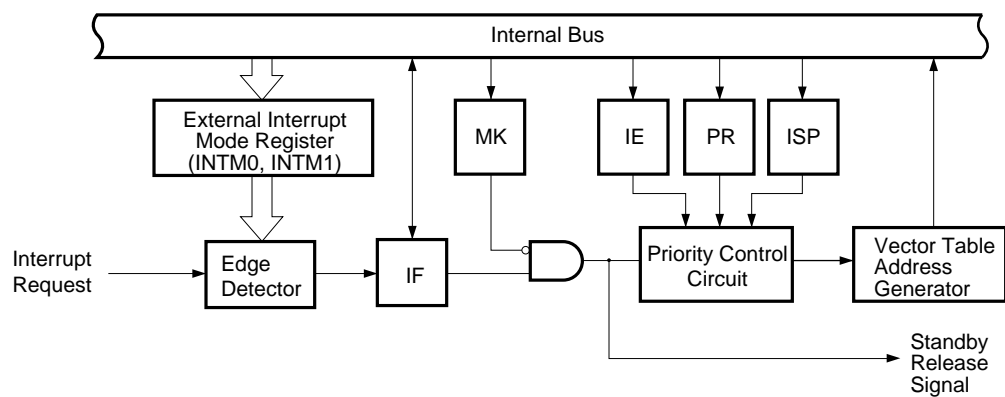 Internal Bus
External Interrupt
Mode Register
(INTM0, INTM1)
MK
IE
PR
ISP
Interrupt
Request
Edge
Detector
IF
Priority Control
Circuit
Vector Table
Address
Generator
Standby
Release
Signal